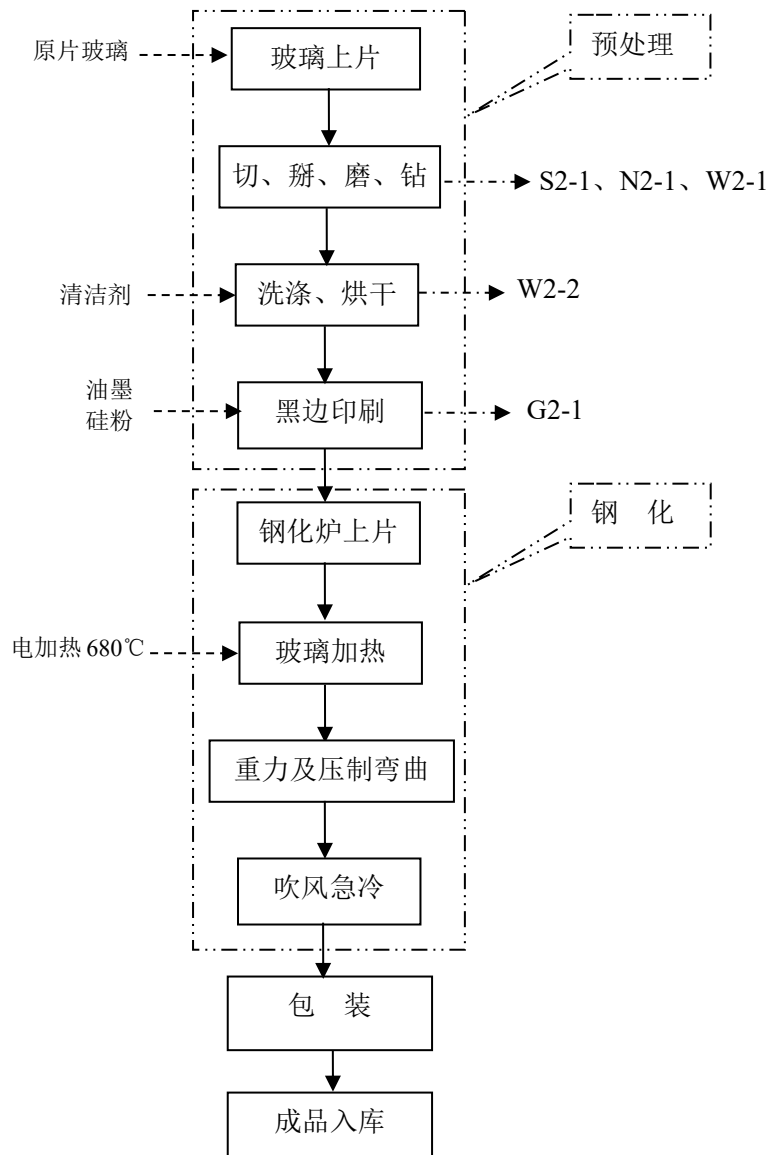 原片玻璃
玻璃上片
预处理
切、掰、磨、钻
S2-1、N2-1、W2-1
清洁剂
洗涤、烘干
W2-2
油墨
硅粉
黑边印刷
G2-1
钢化炉上片
钢 化
电加热 680℃
玻璃加热
重力及压制弯曲
吹风急冷
包 装
成品入库